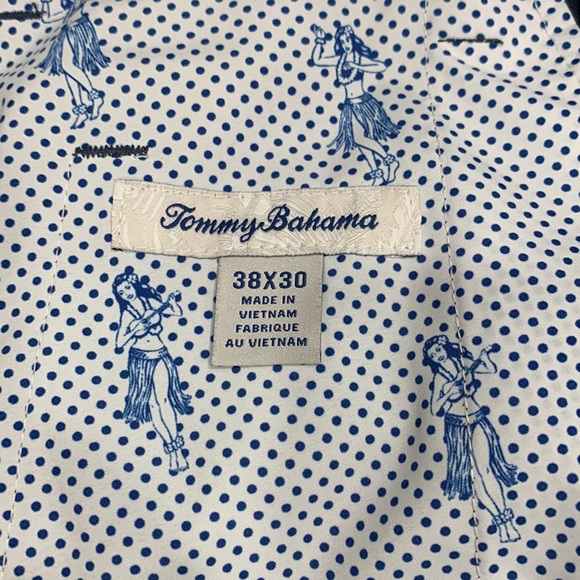 Tommy Bahama
38X30
MADE IN
VIETNAM
FABRIQUE
AU VIETNAM